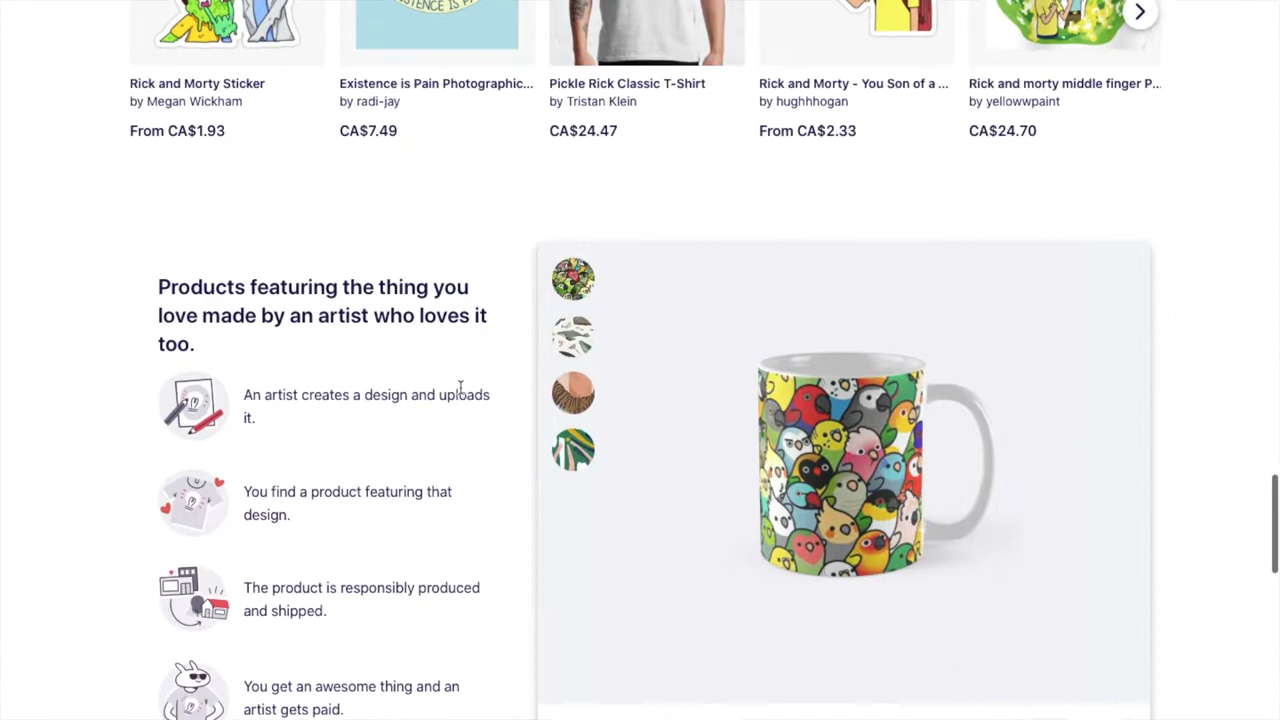 EXISTENCE IS PA
Rick and Morty Sticker
by Megan Wickham
From CA$1.93
Existence is Pain Photographic...
by radi-jay
CA$7.49
Pickle Rick Classic T-Shirt
by Tristan Klein
CA$24.47
Rick and Morty - You Son of a ...
by hughhhogan
From CA$2.33
Rick and morty middle finger P...
by yellowwpaint
CA$24.70
Products featuring the thing you
love made by an artist who loves it
too.
An artist creates a design and uploads
it.
You find a product featuring that
design.
The product is responsibly produced
and shipped.
You get an awesome thing and an
artist gets paid.